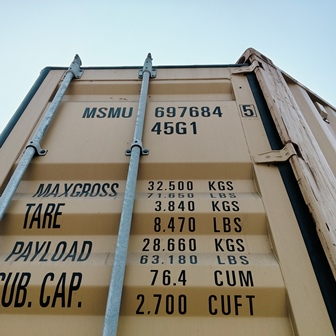 MSMU 697684 5
45G1
MAXGROSS 32.500 KGS
71.650 LBS
TARE 3.840 KGS
8.470 LBS
PAYLOAD 28.660 KGS
63.180 LBS
CUB. CAP. 76.4 CUM
2.700 CUFT